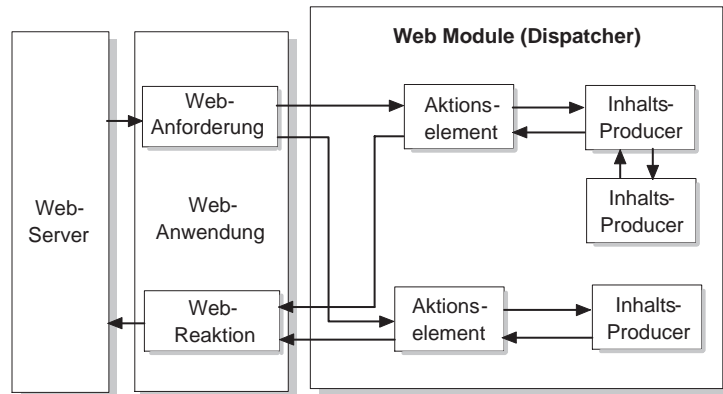 Web Module (Dispatcher)
Web-
Anforderung
Aktions-
element
Inhalts-
Producer
Inhalts-
Producer
Web-
Server
Web-
Anwendung
Web-
Reaktion
Aktions-
element
Inhalts-
Producer